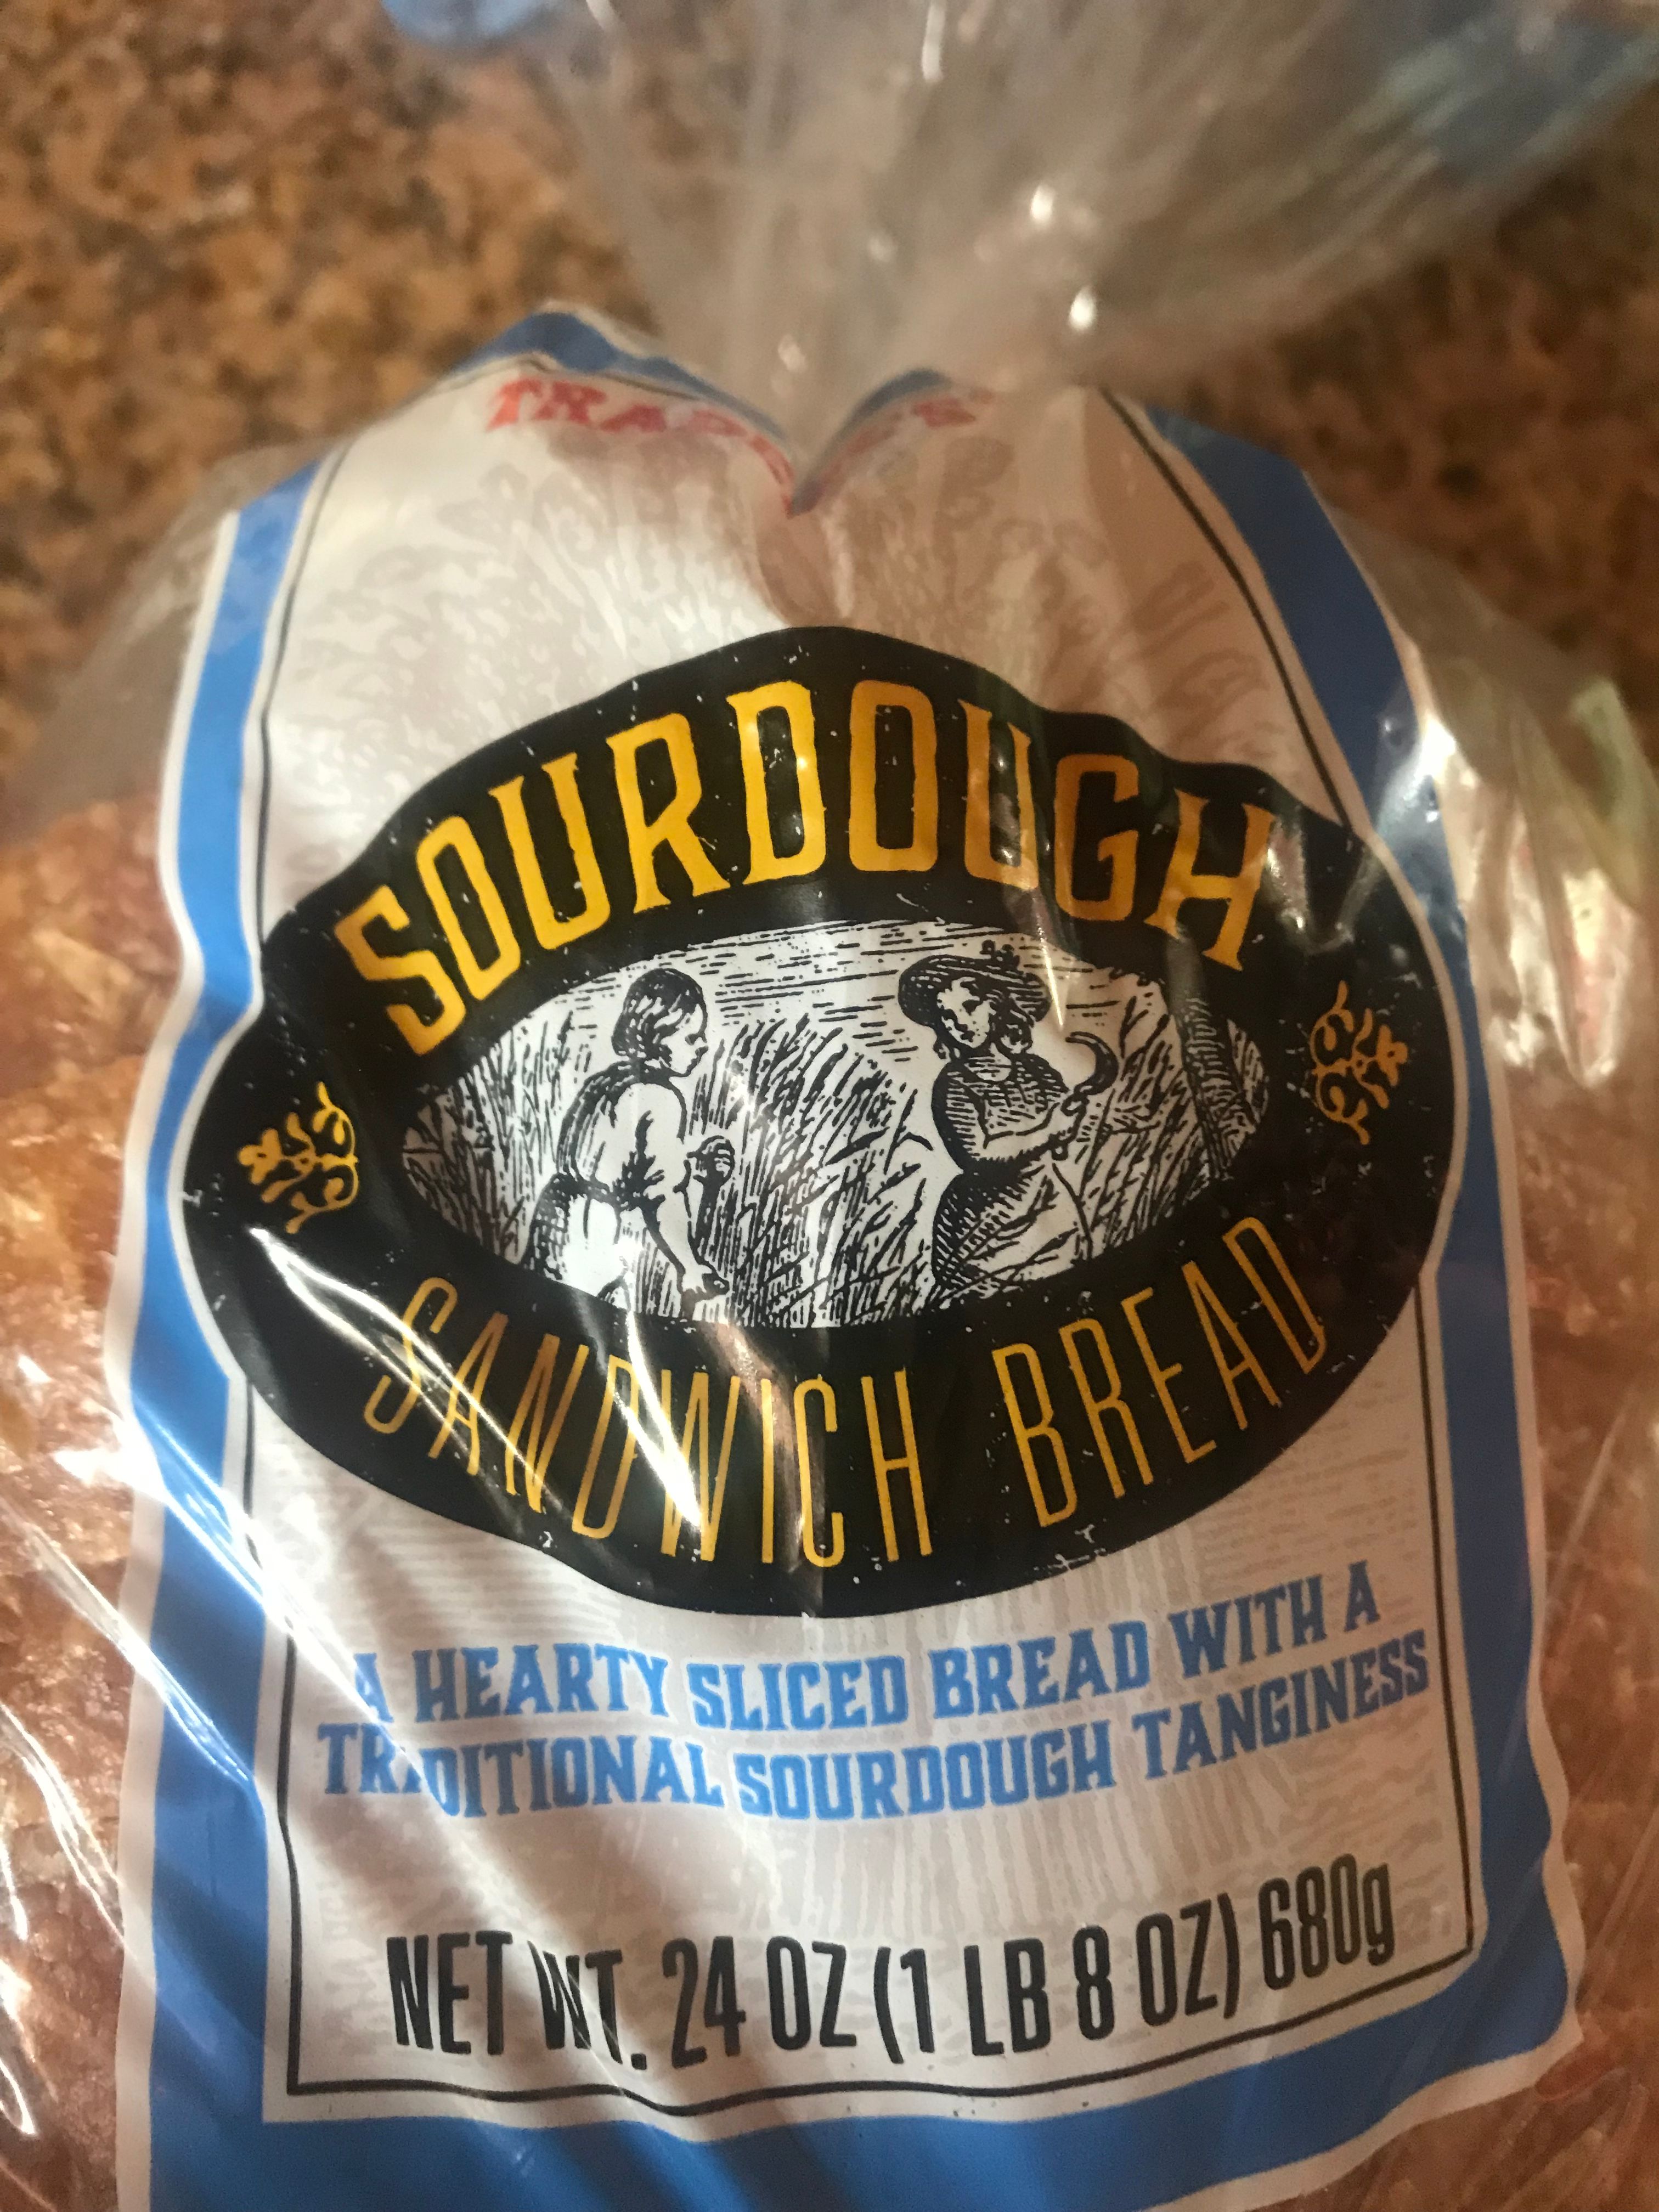 SOURDOUGH
SANDWICH BREAD
A HEARTY SLICED BREAD WITH A
TRADITIONAL SOURDOUGH TANGINESS
NET WT. 24 OZ (1 LB 8 OZ) 680g